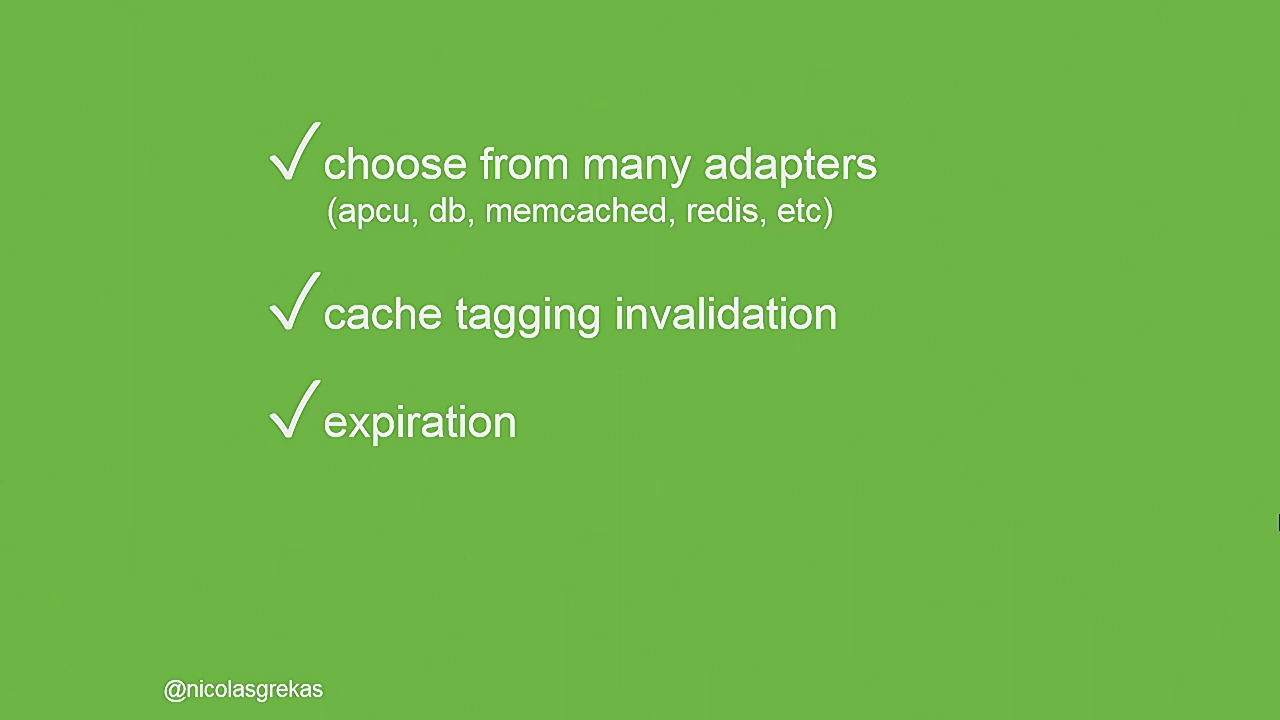 ✓choose from many adapters
(apcu, db, memcached, redis, etc)
✓cache tagging invalidation
✓expiration
@nicolasgrekas